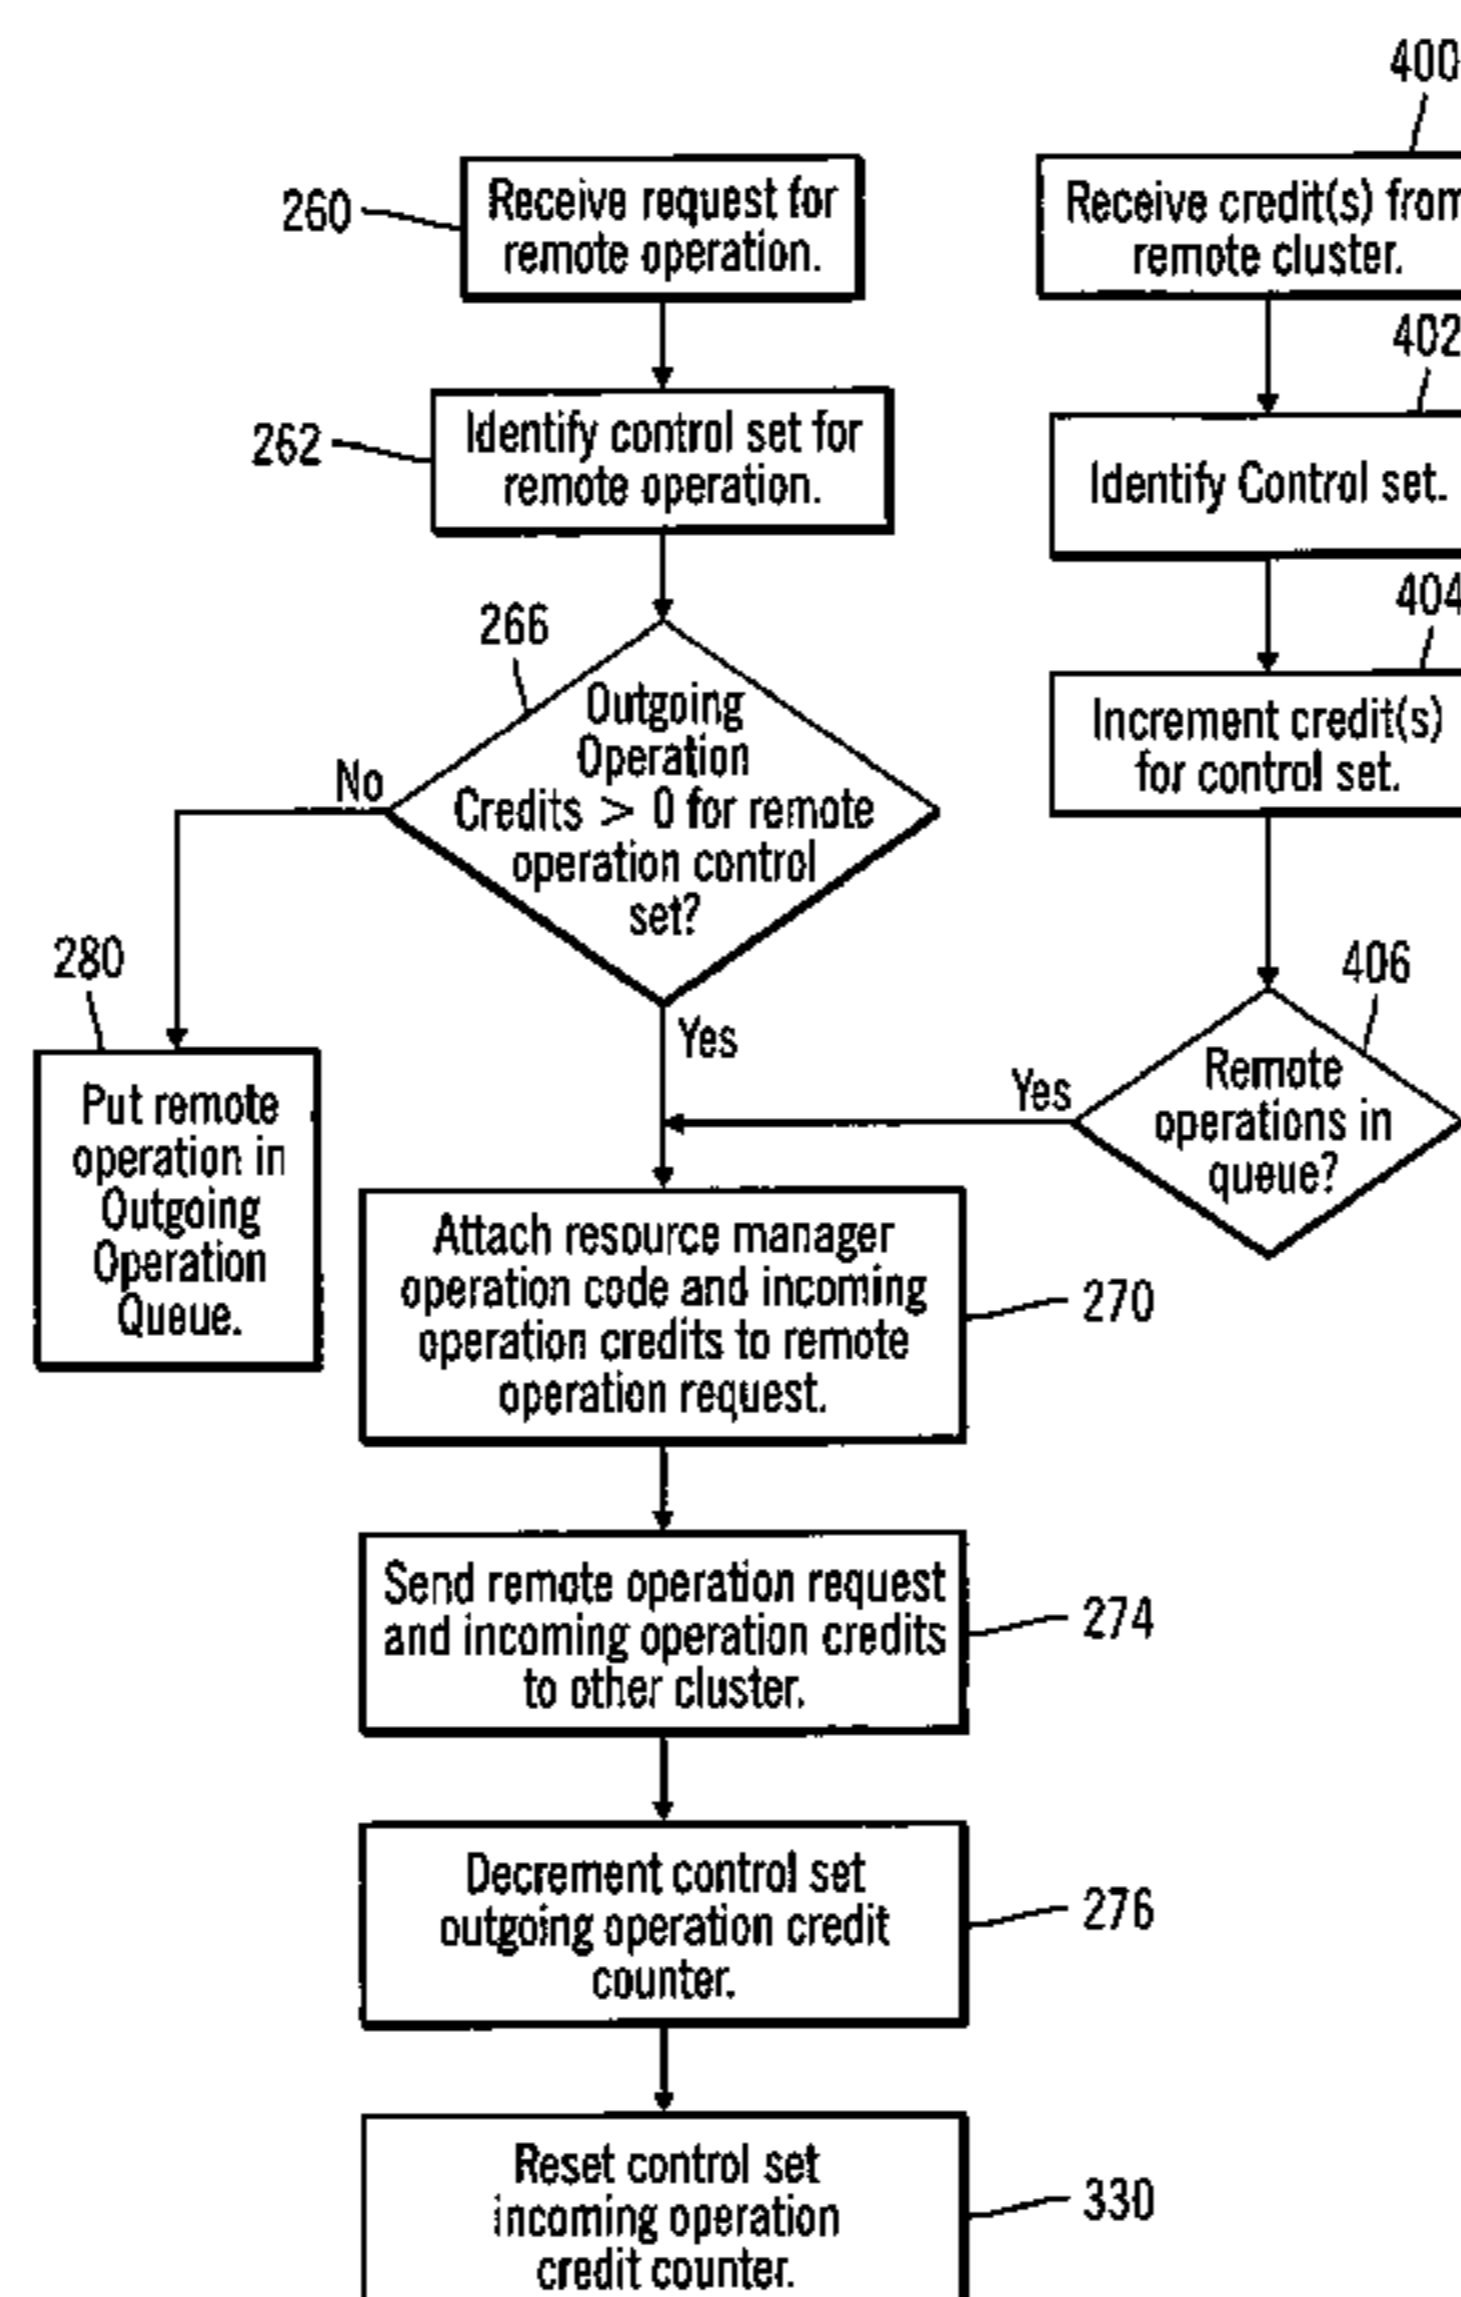 400
260
Receive request for
remote operation.
Receive credit(s) from
remote cluster.
402
262
Identify control set for
remote operation.
Identify Control set.
404
266
Outgoing
Operation
Credits > 0 for remote
operation control
set?
No
Yes
Increment credit(s)
for control set.
280
Put remote
operation in
Outgoing
Operation
Queue.
406
Remote
operations in
queue?
Yes
Attach resource manager
operation code and incoming
operation credits to remote
operation request.
270
Send remote operation request
and incoming operation credits
to other cluster.
274
Decrement control set
outgoing operation credit
counter.
276
Reset control set
incoming operation
credit counter.
330